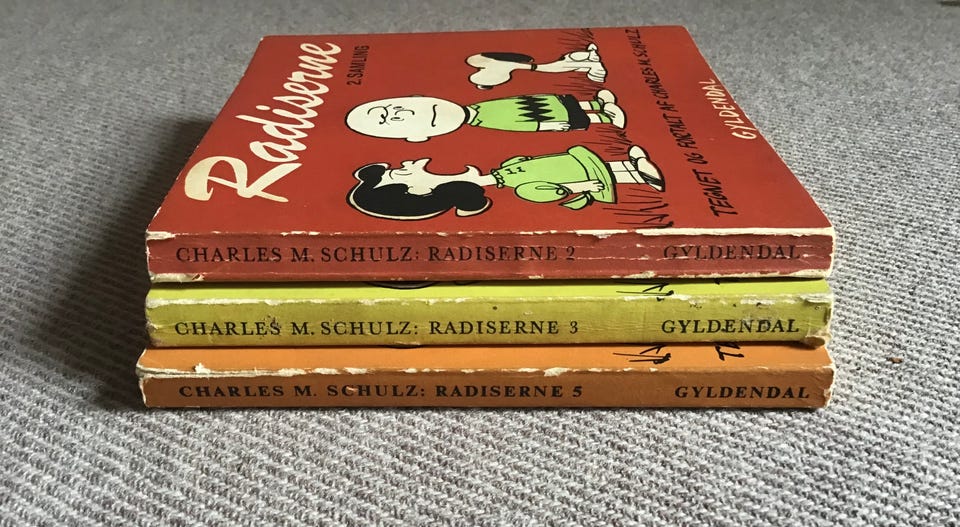 Radiserne
2. SAMLING
TEGNET OG FORTALT AF CHARLES M. SCHULZ
GYLDENDAL
CHARLES M. SCHULZ: RADISERNE 2 GYLDENDAL
CHARLES M. SCHULZ: RADISERNE 3 GYLDENDAL
CHARLES M. SCHULZ: RADISERNE 5 GYLDENDAL